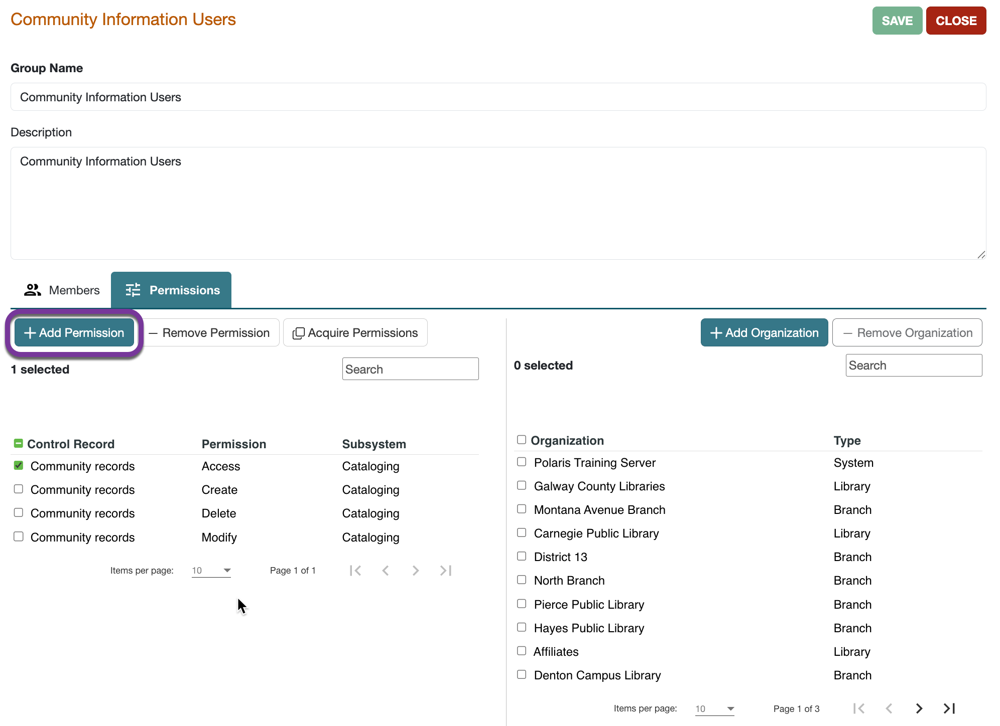 Community Information Users
SAVE CLOSE
Group Name
Community Information Users
Description
Community Information Users
Members Permissions
Add Permission Remove Permission Acquire Permissions
1 selected Search
Control Record Permission Subsystem
Community records Access Cataloging
Community records Create Cataloging
Community records Delete Cataloging
Community records Modify Cataloging
Items per page: 10 Page 1 of 1
Add Organization Remove Organization
0 selected Search
Organization Type
Polaris Training Server System
Galway County Libraries Library
Montana Avenue Branch Branch
Carnegie Public Library Library
District 13 Branch
North Branch Branch
Pierce Public Library Branch
Hayes Public Library Branch
Affiliates Library
Denton Campus Library Branch
Items per page: 10 Page 1 of 3